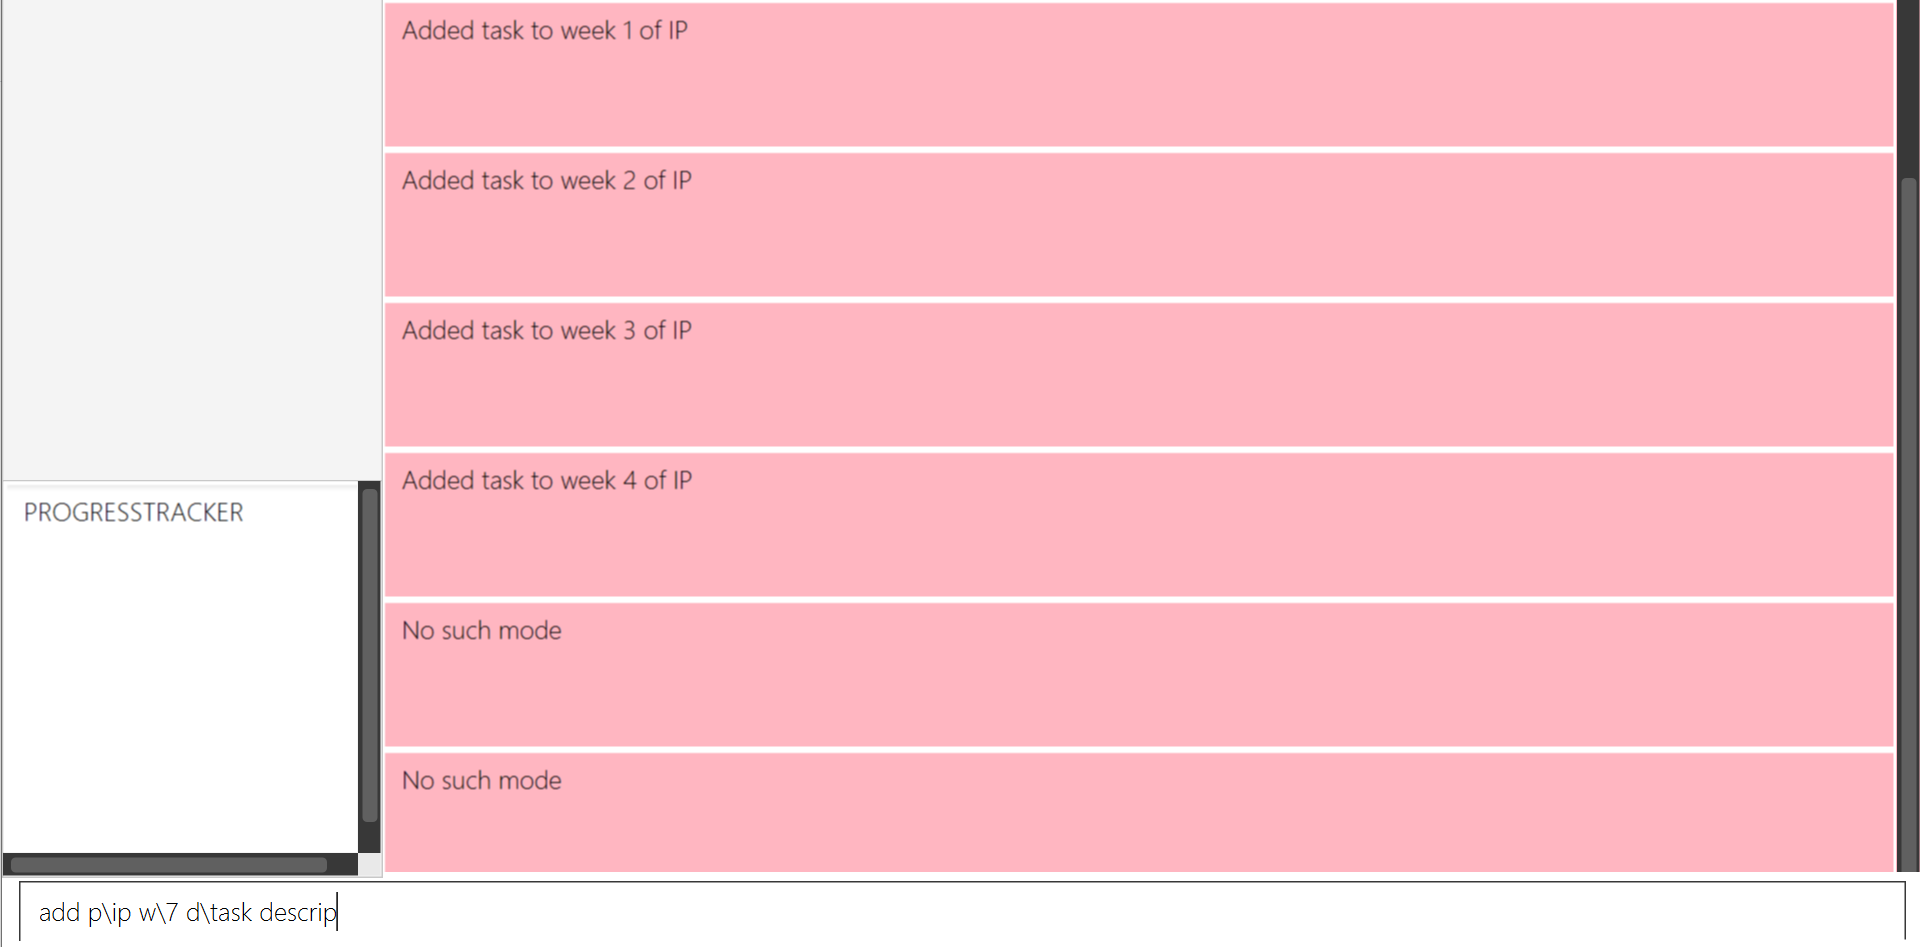 Added task to week 1 of IP
Added task to week 2 of IP
Added task to week 3 of IP
Added task to week 4 of IP
No such mode
No such mode
PROGRESSTRACKER
add p\ip w\7 d\task descrip